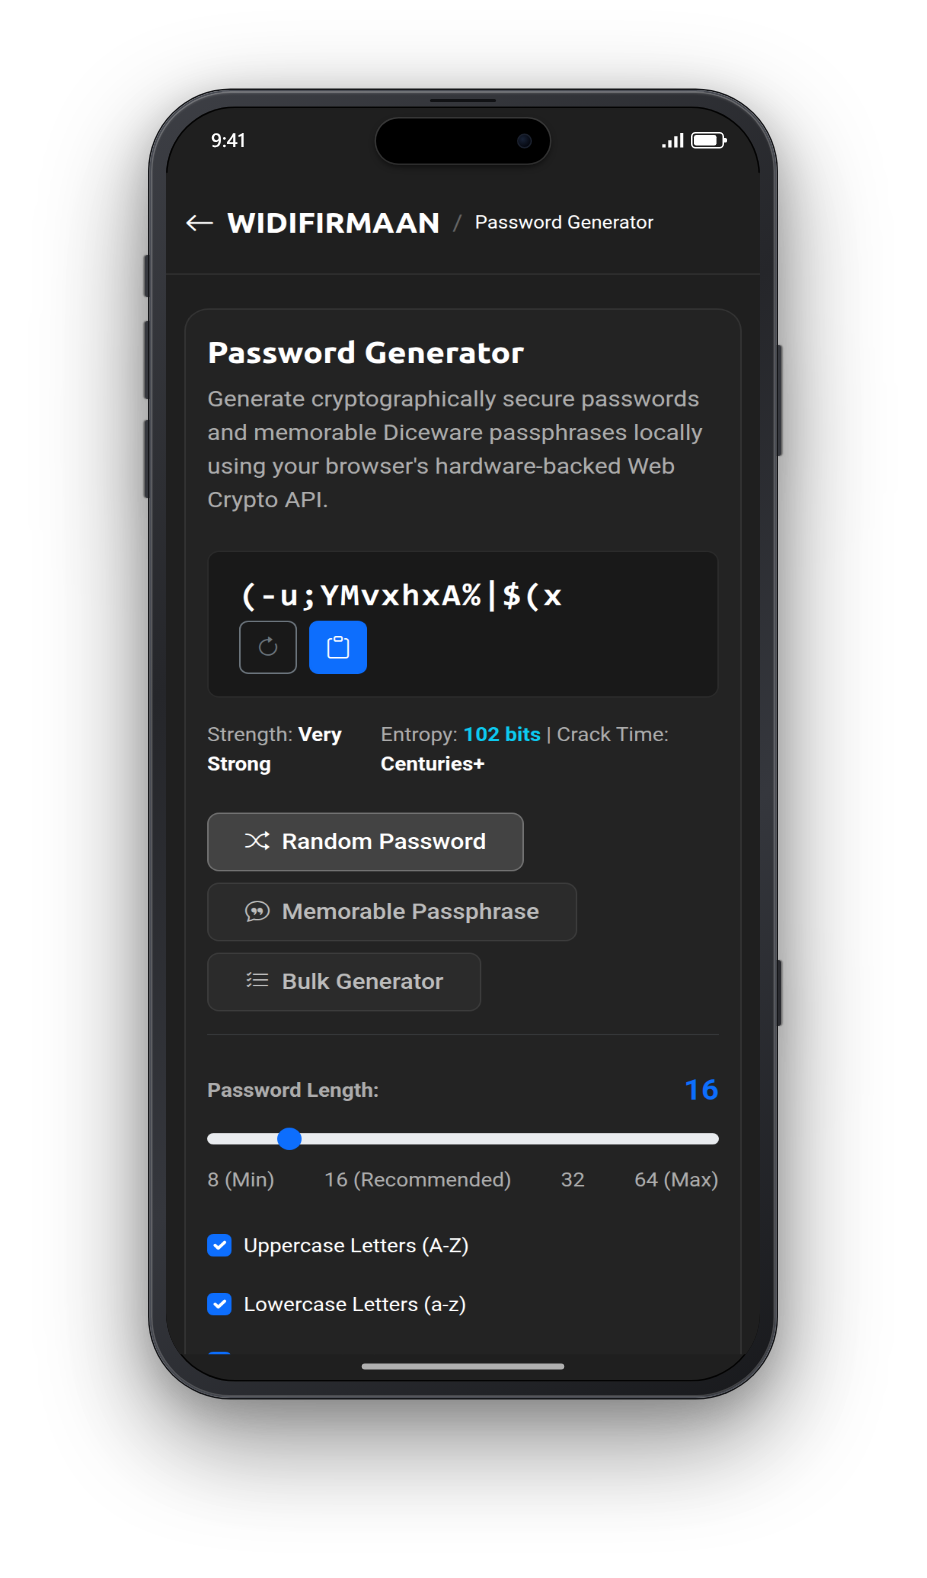 9:41
WIDIFIRMAAN / Password Generator
Password Generator
Generate cryptographically secure passwords
and memorable Diceware passphrases locally
using your browser's hardware-backed Web
Crypto API.
(-u;YMvxhxA%|$(x
Strength: Very Strong
Entropy: 102 bits | Crack Time:
Centuries+
Random Password
Memorable Passphrase
Bulk Generator
Password Length: 16
8 (Min) 16 (Recommended) 32 64 (Max)
Uppercase Letters (A-Z)
Lowercase Letters (a-z)